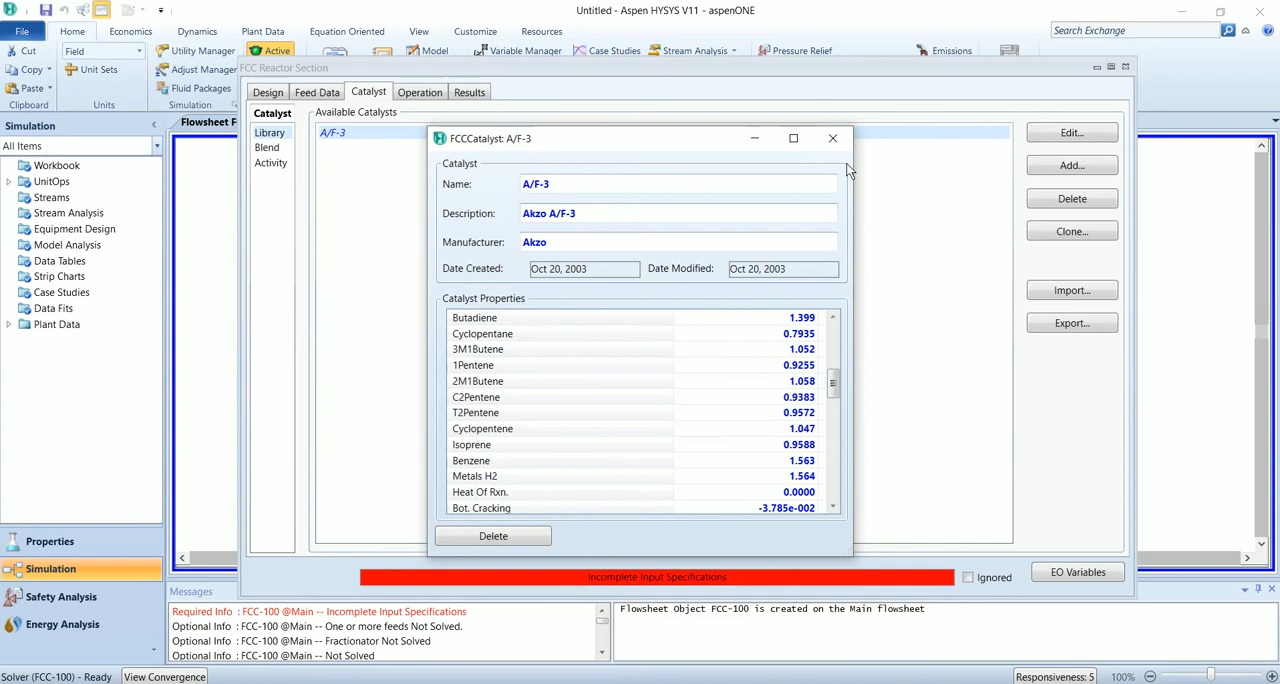 Untitled - Aspen HYSYS V11 - aspenONE
File Home Economics Dynamics Plant Data Equation Oriented View Customize Resources
Search Exchange
Cut Field Utility Manager Active Model Variable Manager Case Studies Stream Analysis Pressure Relief Emissions
Copy Unit Sets Adjust Manager
Paste Fluid Packages
Clipboard Units Simulation
FCC Reactor Section
Design Feed Data Catalyst Operation Results
Simulation
Flowsheet F
All Items
Workbook
UnitOps
Streams
Stream Analysis
Equipment Design
Model Analysis
Data Tables
Strip Charts
Case Studies
Data Fits
Plant Data
Properties
Simulation
Safety Analysis
Energy Analysis
Catalyst
Library
Blend
Activity
Available Catalysts
A/F-3
Edit...
Add...
Delete
Clone...
Import...
Export...
FCCCatalyst: A/F-3
Catalyst
Name: A/F-3
Description: Akzo A/F-3
Manufacturer: Akzo
Date Created: Oct 20, 2003 Date Modified: Oct 20, 2003
Catalyst Properties
Butadiene 1.399
Cyclopentane 0.7935
3M1Butene 1.052
1Pentene 0.9255
2M1Butene 1.058
C2Pentene 0.9383
T2Pentene 0.9572
Cyclopentene 1.047
Isoprene 0.9588
Benzene 1.563
Metals H2 1.564
Heat Of Rxn. 0.0000
Bot. Cracking -3.785e-002
Delete
Incomplete Input Specifications
Ignored
EO Variables
Messages
Required Info : FCC-100 @Main -- Incomplete Input Specifications
Optional Info : FCC-100 @Main -- One or more feeds Not Solved.
Optional Info : FCC-100 @Main -- Fractionator Not Solved
Optional Info : FCC-100 @Main -- Not Solved
Flowsheet Object FCC-100 is created on the Main flowsheet
Solver (FCC-100) - Ready View Convergence
Responsiveness: 5 100%